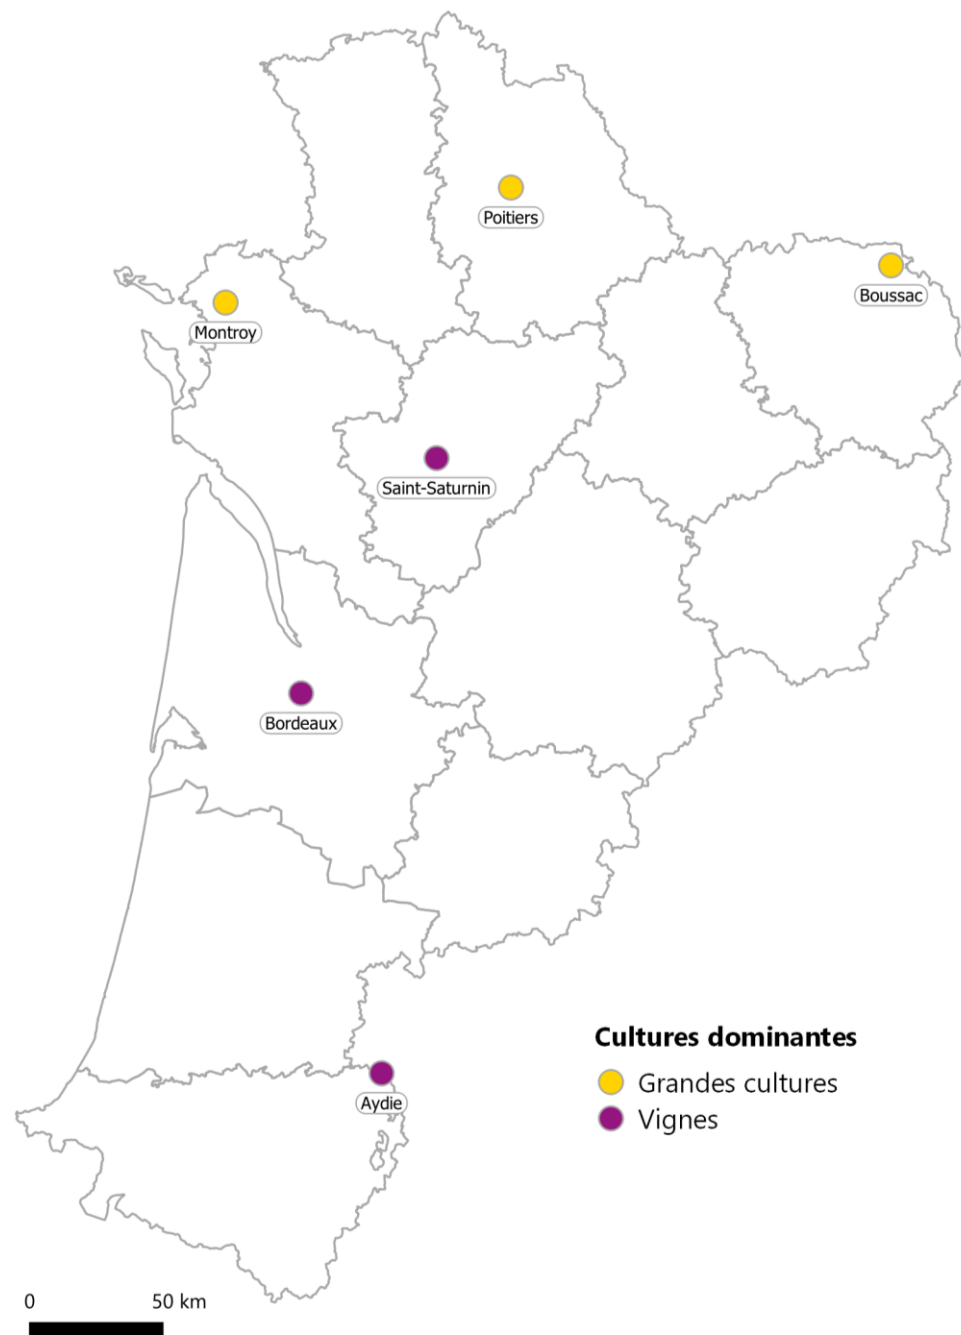 Poitiers
Boussac
Montroy
Saint-Saturnin
Bordeaux
Cultures dominantes
Grandes cultures
Vignes
Aydie
0 50 km